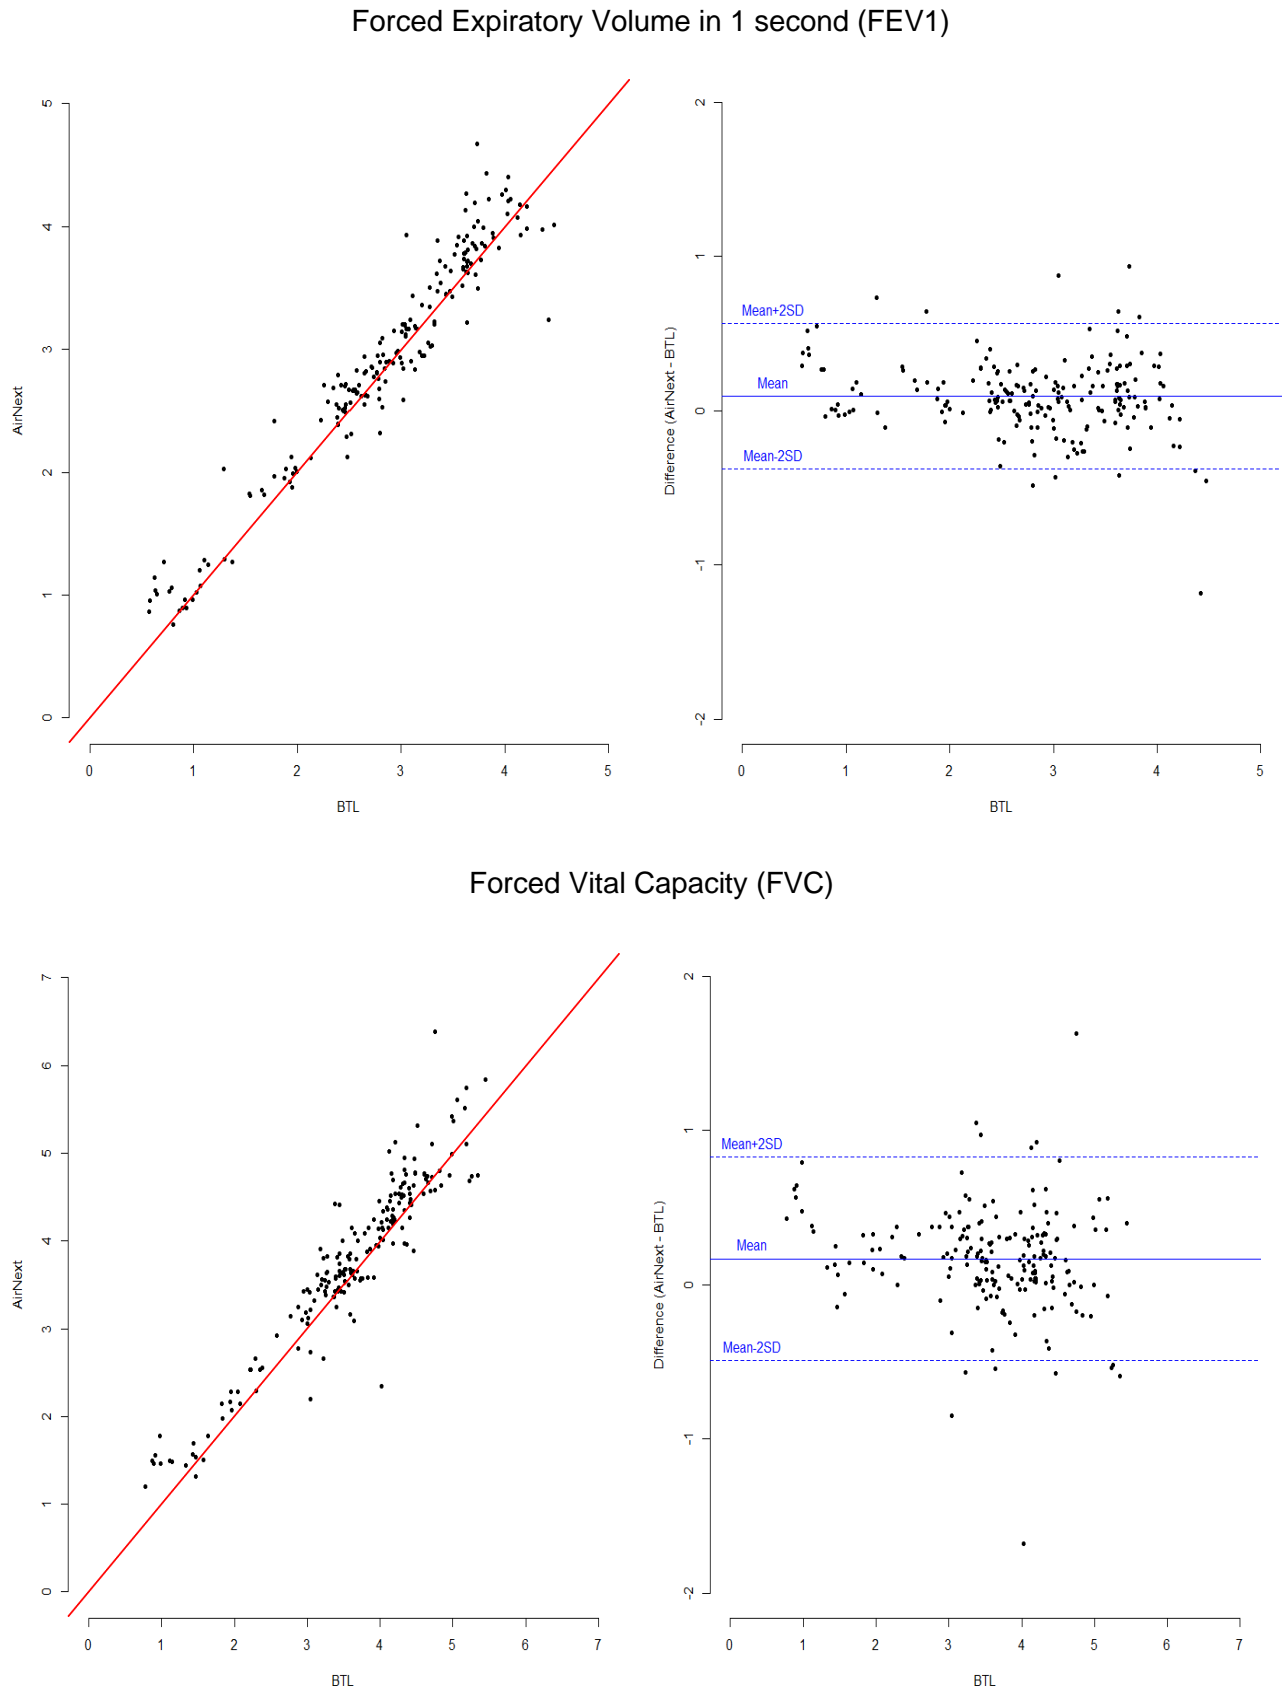 Forced Expiratory Volume in 1 second (FEV1)
5
4
3
2
1
0
AirNext
0 1 2 3 4 5
BTL
2
1
0
-1
-2
Difference (AirNext - BTL)
Mean+2SD
Mean
Mean-2SD
0 1 2 3 4 5
BTL
Forced Vital Capacity (FVC)
7
6
5
4
3
2
1
0
AirNext
0 1 2 3 4 5 6 7
BTL
2
1
0
-1
-2
Difference (AirNext - BTL)
Mean+2SD
Mean
Mean-2SD
0 1 2 3 4 5 6 7
BTL